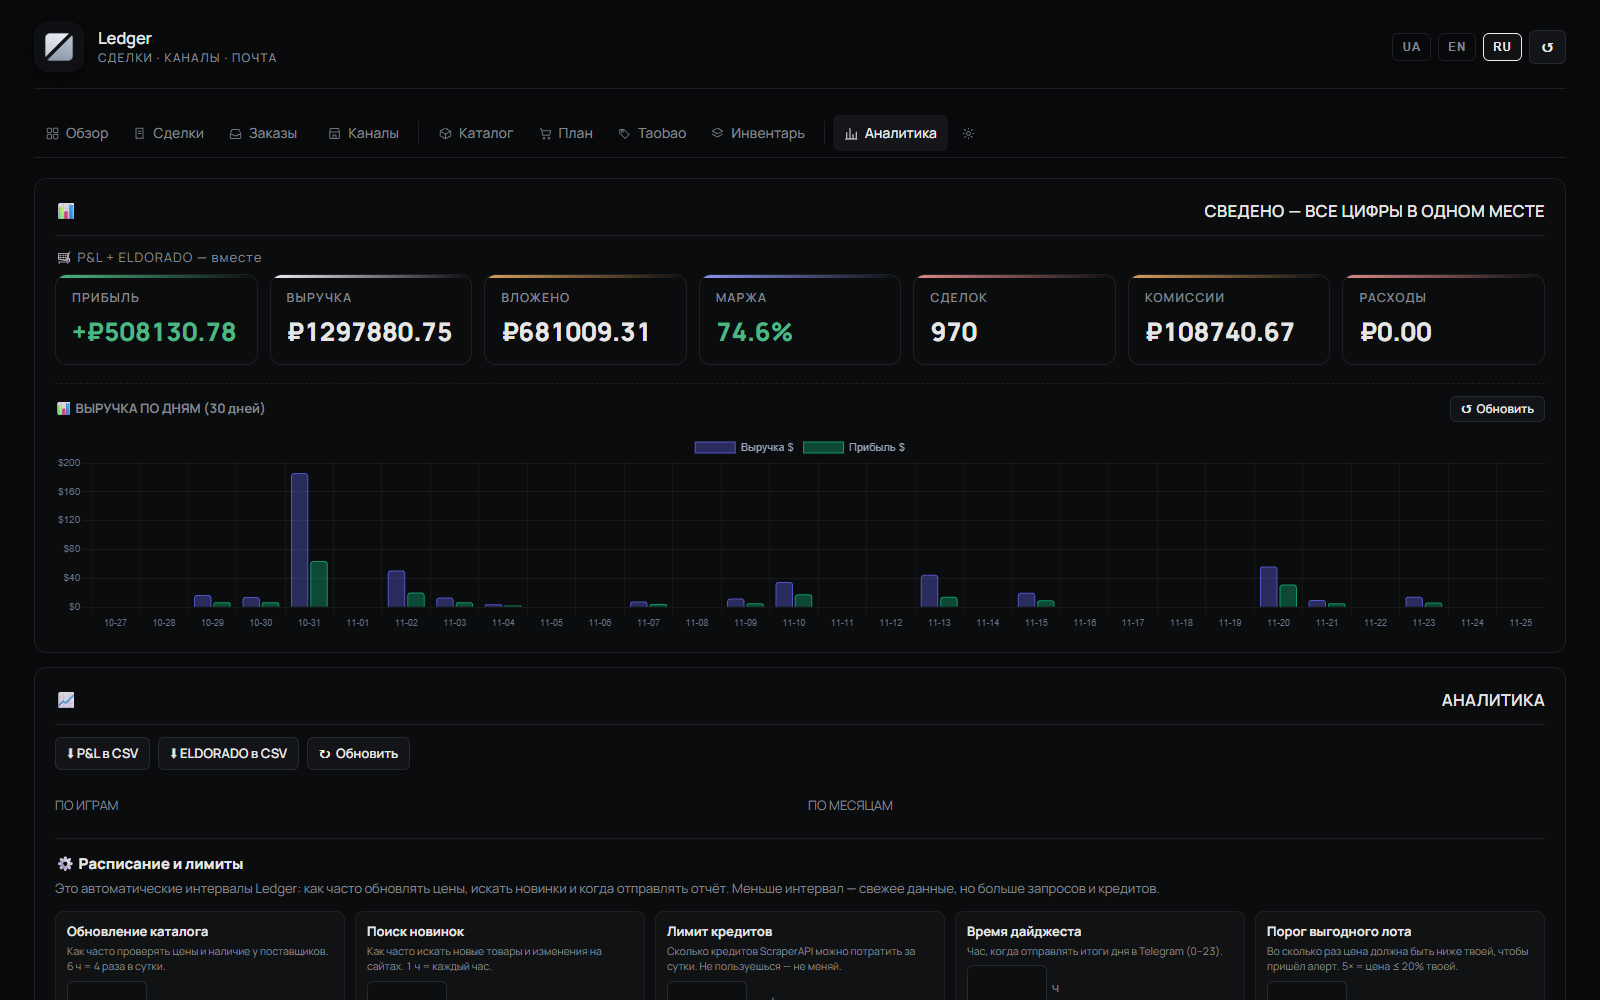 Ledger
СДЕЛКИ · КАНАЛЫ · ПОЧТА
UA EN RU
Обзор Сделки Заказы Каналы Каталог План Taobao Инвентарь Аналитика
СВЕДЕНО — ВСЕ ЦИФРЫ В ОДНОМ МЕСТЕ
P&L + ELDORADO — вместе
ПРИБЫЛЬ ВЫРУЧКА ВЛОЖЕНО МАРЖА СДЕЛОК КОМИССИИ РАСХОДЫ
+₽508130.78 ₽1297880.75 ₽681009.31 74.6% 970 ₽108740.67 ₽0.00
ВЫРУЧКА ПО ДНЯМ (30 дней)
↺ Обновить
Выручка $ Прибыль $
$200
$160
$120
$80
$40
$0
10-27 10-28 10-29 10-30 10-31 11-01 11-02 11-03 11-04 11-05 11-06 11-07 11-08 11-09 11-10 11-11 11-12 11-13 11-14 11-15 11-16 11-17 11-18 11-19 11-20 11-21 11-22 11-23 11-24 11-25
АНАЛИТИКА
⬇ P&L в CSV ⬇ ELDORADO в CSV ↻ Обновить
ПО ИГРАМ ПО МЕСЯЦАМ
Расписание и лимиты
Это автоматические интервалы Ledger: как часто обновлять цены, искать новинки и когда отправлять отчёт. Меньше интервал — свежее данные, но больше запросов и кредитов.
Обновление каталога
Как часто проверять цены и наличие у поставщиков.
6 ч = 4 раза в сутки.
Поиск новинок
Как часто искать новые товары и изменения на
сайтах. 1 ч = каждый час.
Лимит кредитов
Сколько кредитов ScraperAPI можно потратить за
сутки. Не пользуешься — не меняй.
Время дайджеста
Час, когда отправлять итоги дня в Telegram (0–23).
ч
Порог выгодного лота
Во сколько раз цена должна быть ниже твоей, чтобы
пришёл алерт. 5× = цена ≤ 20% твоей.